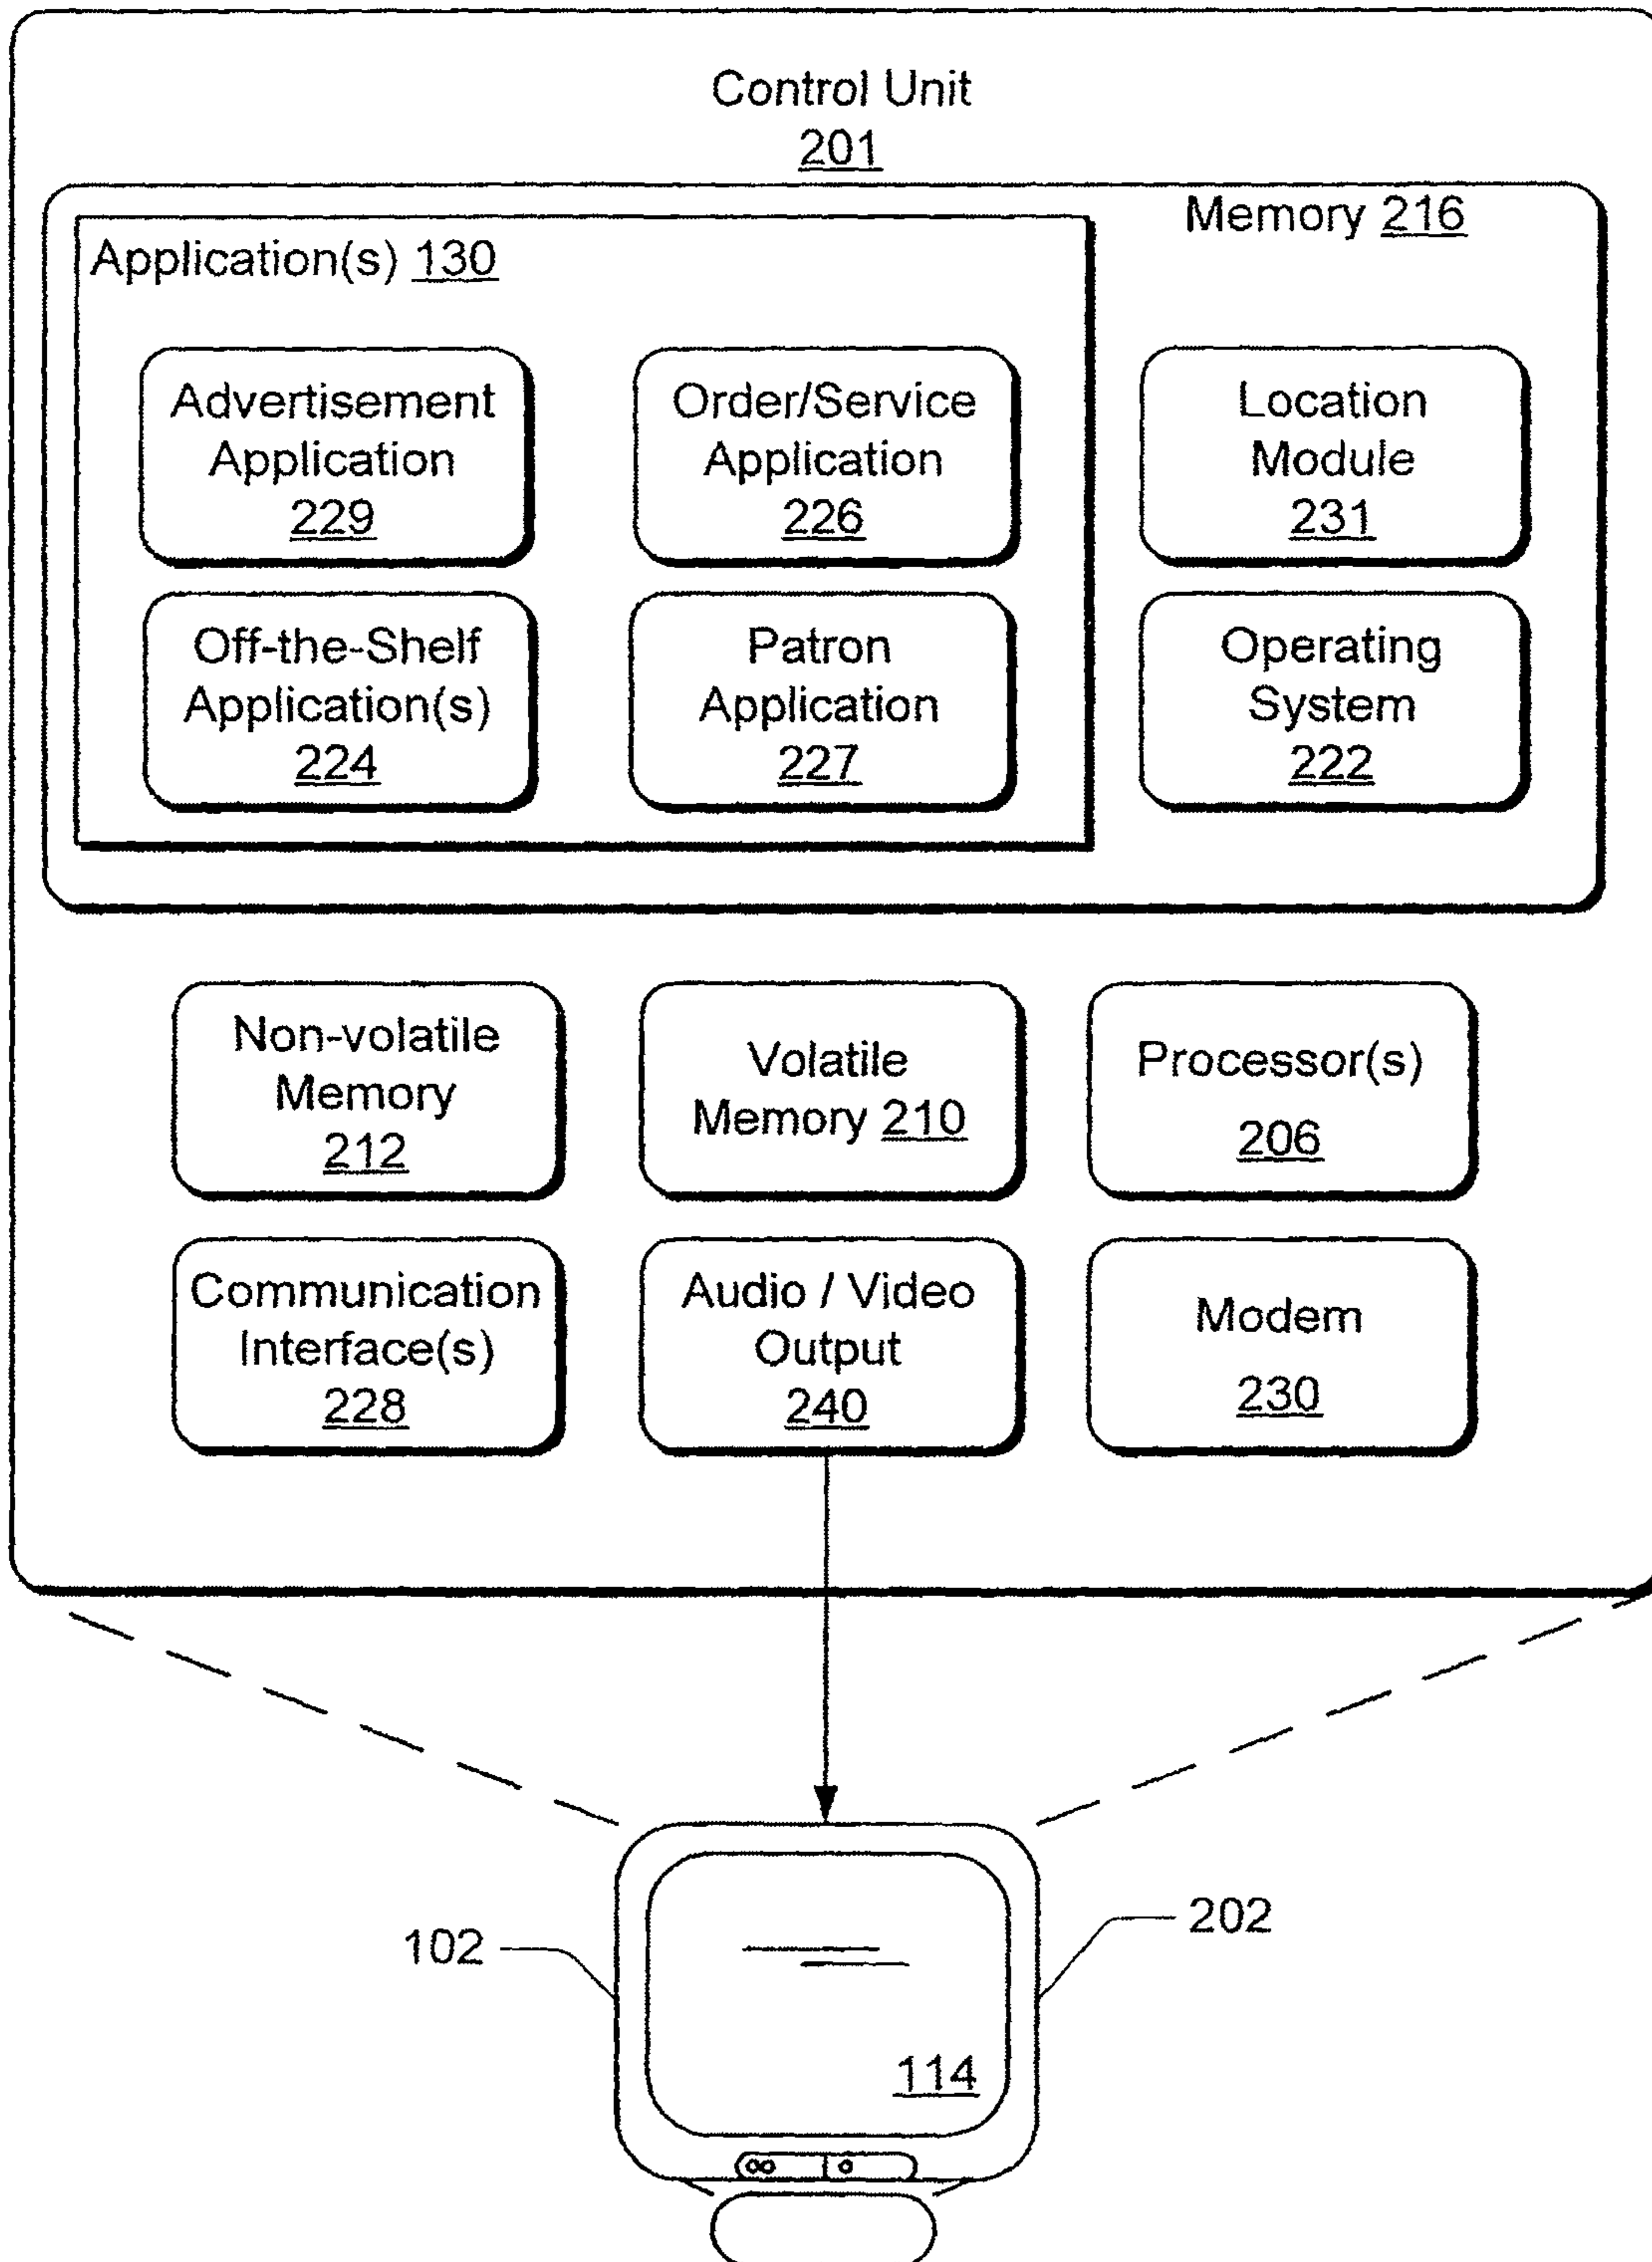 Control Unit
201
Memory 216
Application(s) 130
Advertisement
Application
229
Order/Service
Application
226
Location
Module
231
Off-the-Shelf
Application(s)
224
Patron
Application
227
Operating
System
222
Non-volatile
Memory
212
Volatile
Memory 210
Processor(s)
206
Communication
Interface(s)
228
Audio / Video
Output
240
Modem
230
102
202
114